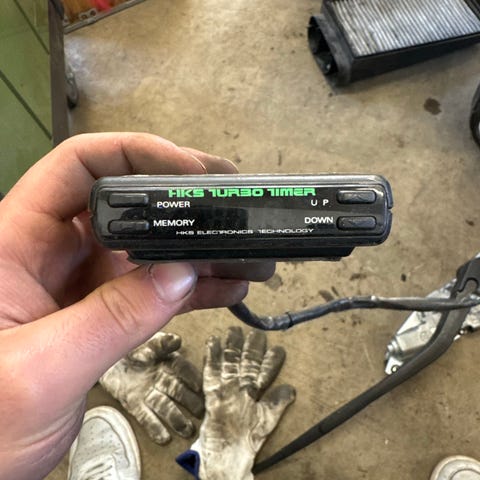 HKS TURBO TIMER
POWER UP
MEMORY DOWN
HKS ELECTRONICS TECHNOLOGY